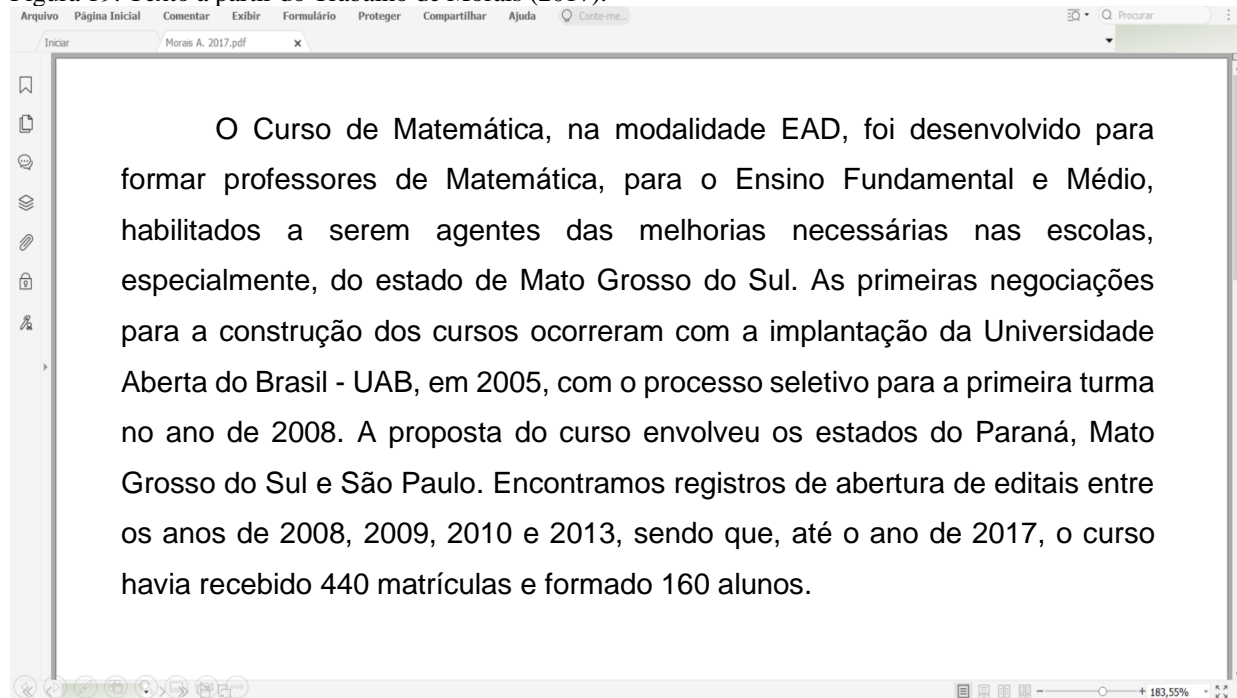 Figura 19: Texto a partir do Trabalho de Morais (2017).
Arquivo Página Inicial Comentar Exibir Formulário Proteger Compartilhar Ajuda Conte-me.. Procurar
Iniciar Morais A. 2017.pdf x
O Curso de Matemática, na modalidade EAD, foi desenvolvido para
formar professores de Matemática, para o Ensino Fundamental e Médio,
habilitados a serem agentes das melhorias necessárias nas escolas,
especialmente, do estado de Mato Grosso do Sul. As primeiras negociações
para a construção dos cursos ocorreram com a implantação da Universidade
Aberta do Brasil - UAB, em 2005, com o processo seletivo para a primeira turma
no ano de 2008. A proposta do curso envolveu os estados do Paraná, Mato
Grosso do Sul e São Paulo. Encontramos registros de abertura de editais entre
os anos de 2008, 2009, 2010 e 2013, sendo que, até o ano de 2017, o curso
havia recebido 440 matrículas e formado 160 alunos.
183,55%